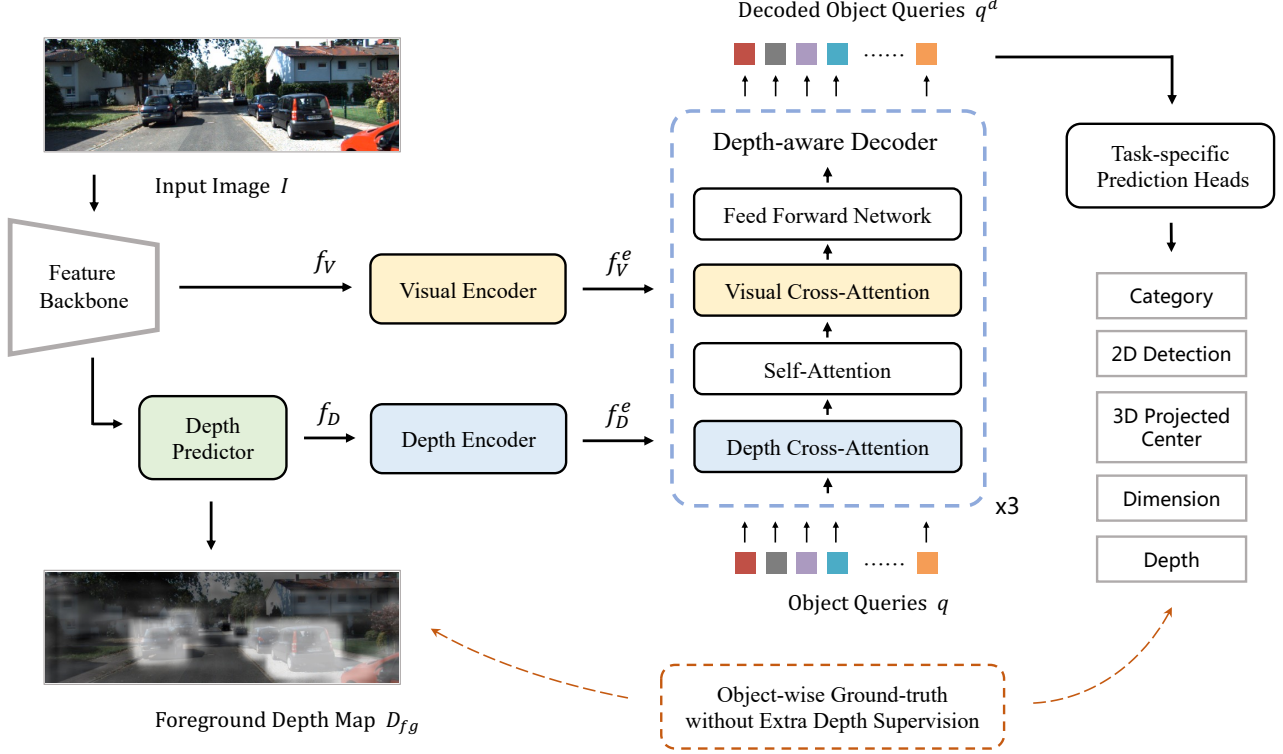 Decoded Object Queries q^d
Input Image I
Feature
Backbone
f_V
Visual Encoder
f_V^e
Depth
Predictor
f_D
Depth Encoder
f_D^e
Foreground Depth Map D_{fg}
Depth-aware Decoder
Feed Forward Network
Visual Cross-Attention
Self-Attention
Depth Cross-Attention
x3
......
......
Object Queries q
Task-specific
Prediction Heads
Category
2D Detection
3D Projected
Center
Dimension
Depth
Object-wise Ground-truth
without Extra Depth Supervision